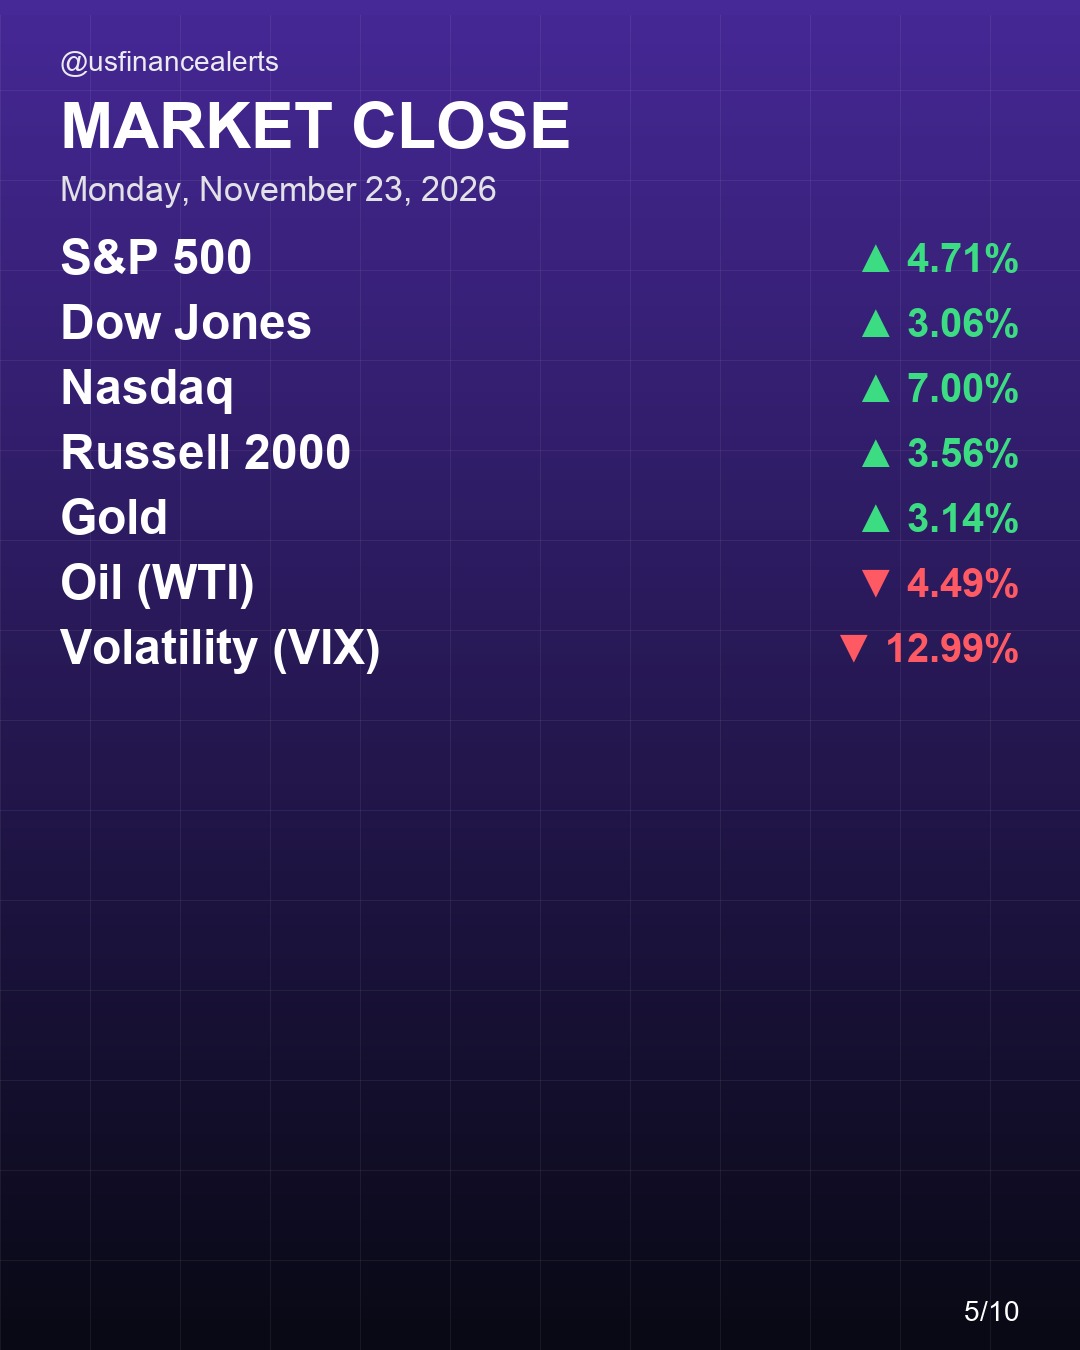 @usfinancealerts
MARKET CLOSE
Monday, November 23, 2026
S&P 500 ▲ 4.71%
Dow Jones ▲ 3.06%
Nasdaq ▲ 7.00%
Russell 2000 ▲ 3.56%
Gold ▲ 3.14%
Oil (WTI) ▼ 4.49%
Volatility (VIX) ▼ 12.99%
5/10